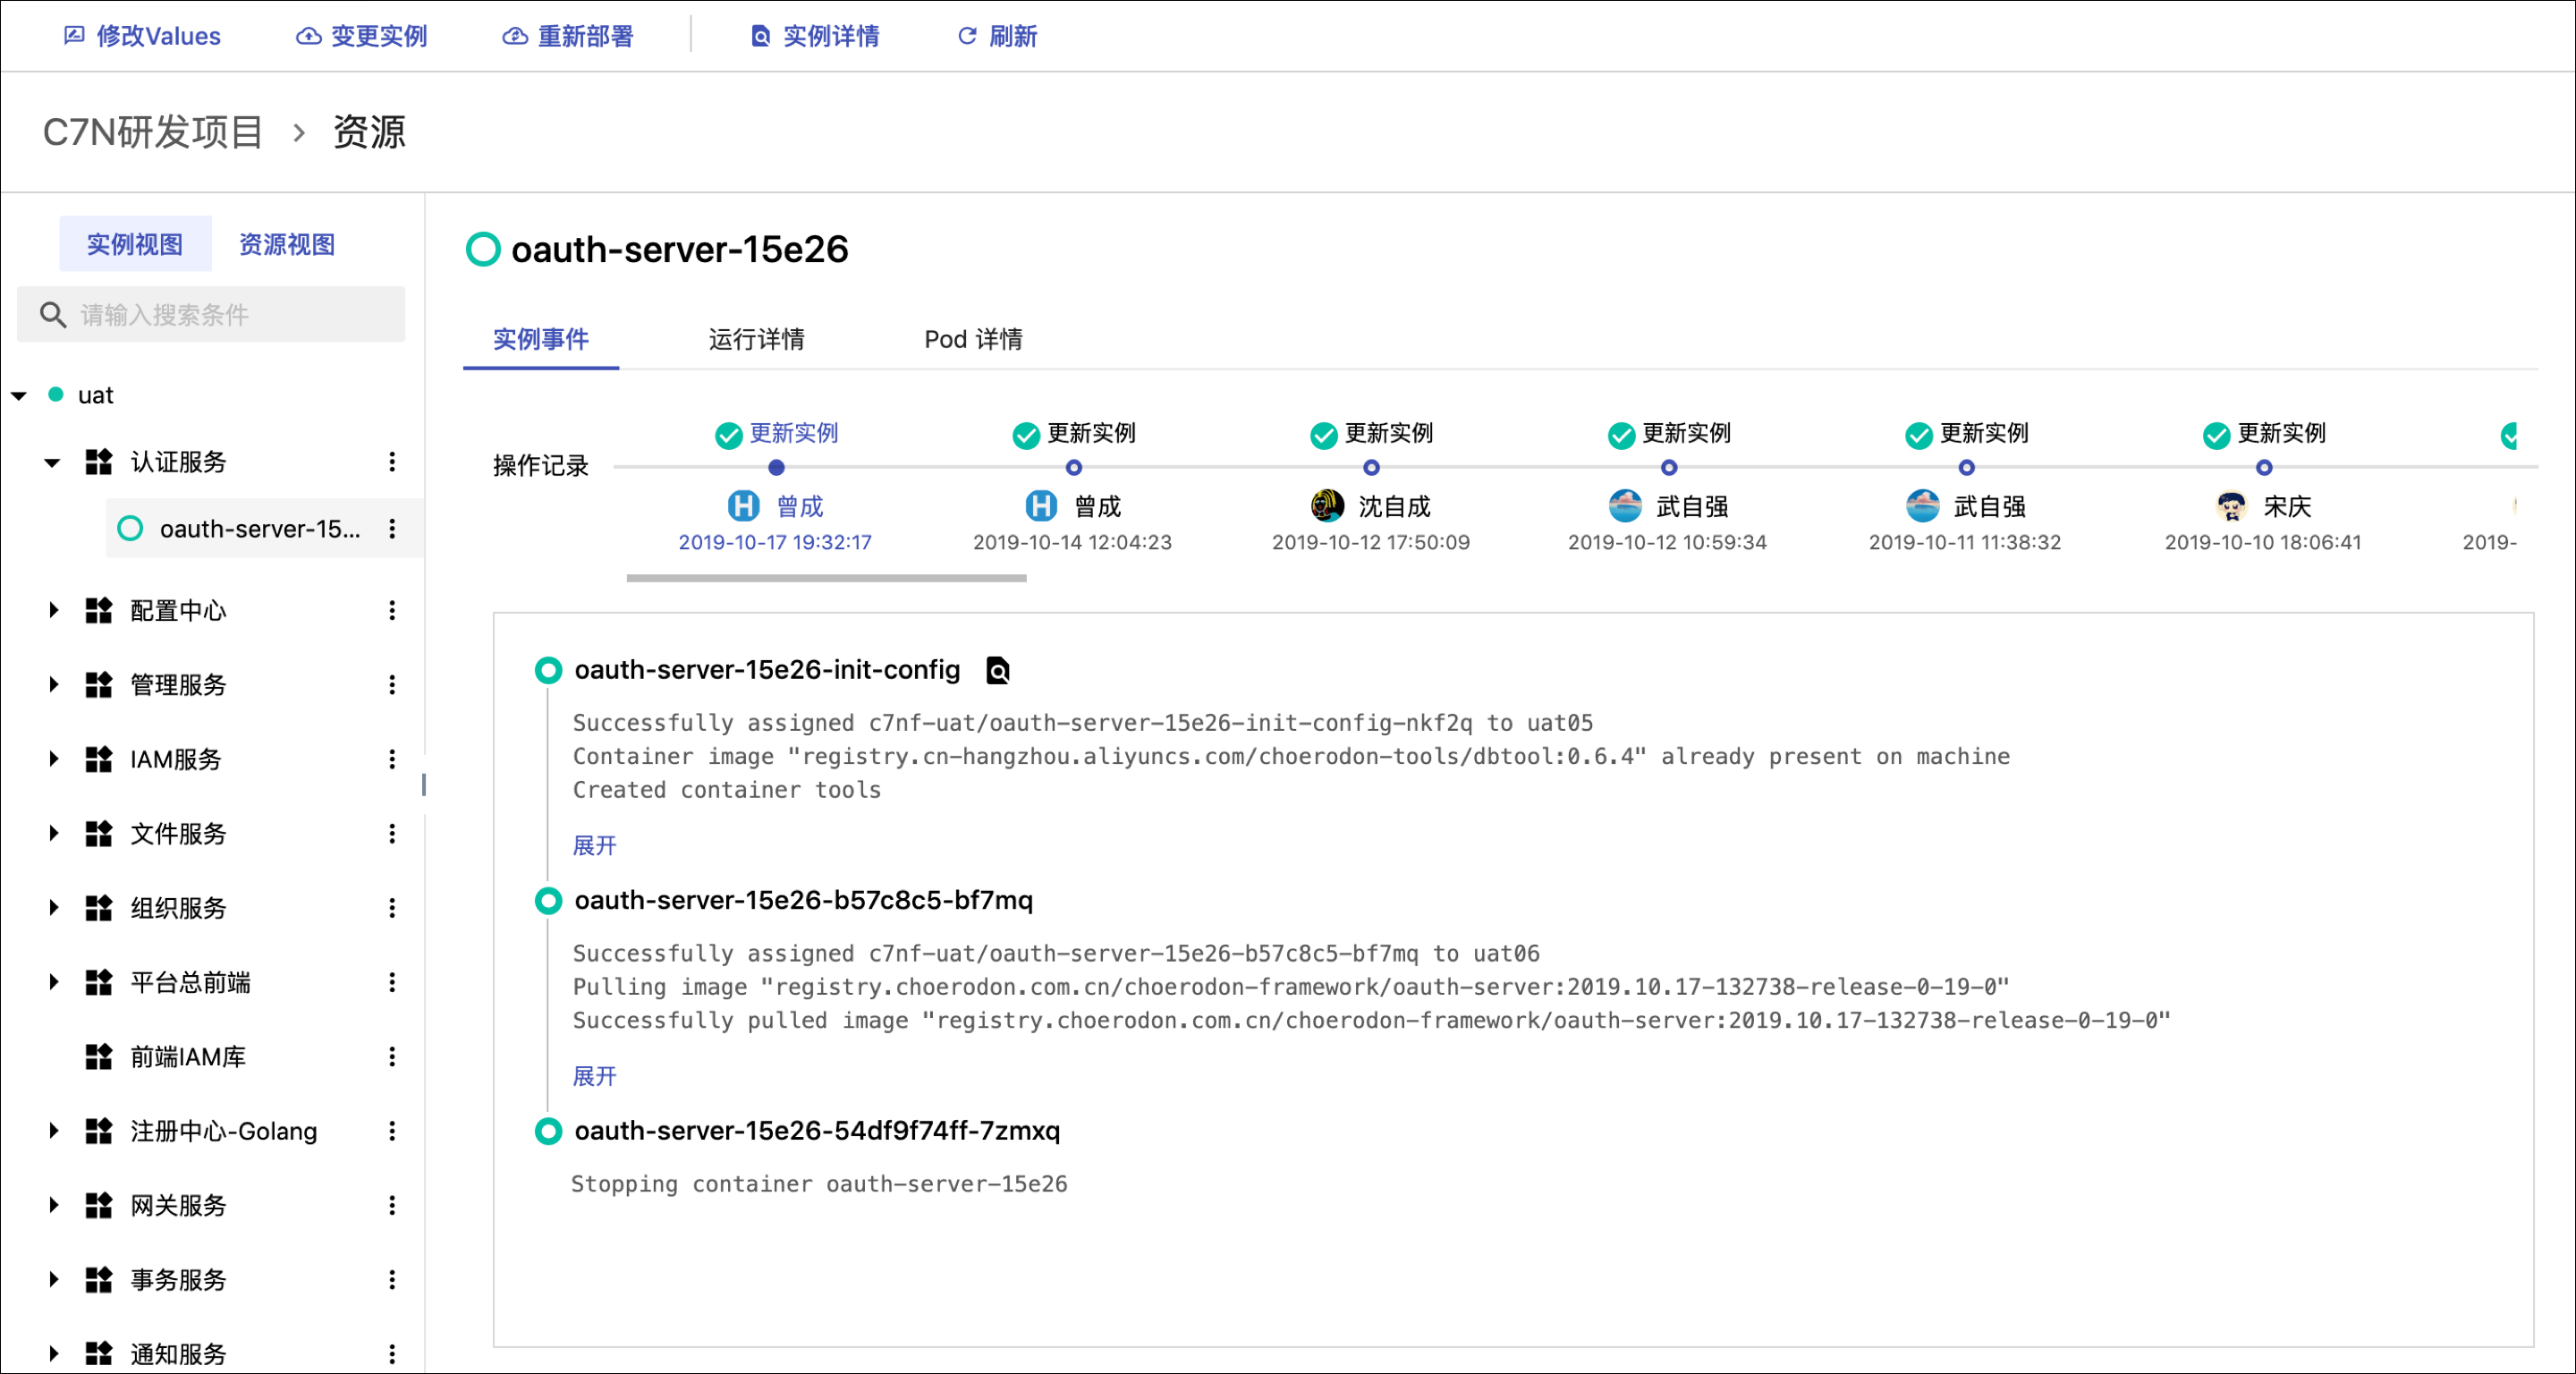 修改Values 变更实例 重新部署 实例详情 刷新
C7N研发项目 › 资源
实例视图 资源视图
请输入搜索条件
uat
认证服务
oauth-server-15...
配置中心
管理服务
IAM服务
文件服务
组织服务
平台总前端
前端IAM库
注册中心-Golang
网关服务
事务服务
通知服务
oauth-server-15e26
实例事件 运行详情 Pod 详情
操作记录
更新实例 更新实例 更新实例 更新实例 更新实例 更新实例
曾成 曾成 沈自成 武自强 武自强 宋庆
2019-10-17 19:32:17 2019-10-14 12:04:23 2019-10-12 17:50:09 2019-10-12 10:59:34 2019-10-11 11:38:32 2019-10-10 18:06:41 2019-
oauth-server-15e26-init-config
Successfully assigned c7nf-uat/oauth-server-15e26-init-config-nkf2q to uat05
Container image "registry.cn-hangzhou.aliyuncs.com/choerodon-tools/dbtool:0.6.4" already present on machine
Created container tools
展开
oauth-server-15e26-b57c8c5-bf7mq
Successfully assigned c7nf-uat/oauth-server-15e26-b57c8c5-bf7mq to uat06
Pulling image "registry.choerodon.com.cn/choerodon-framework/oauth-server:2019.10.17-132738-release-0-19-0"
Successfully pulled image "registry.choerodon.com.cn/choerodon-framework/oauth-server:2019.10.17-132738-release-0-19-0"
展开
oauth-server-15e26-54df9f74ff-7zmxq
Stopping container oauth-server-15e26